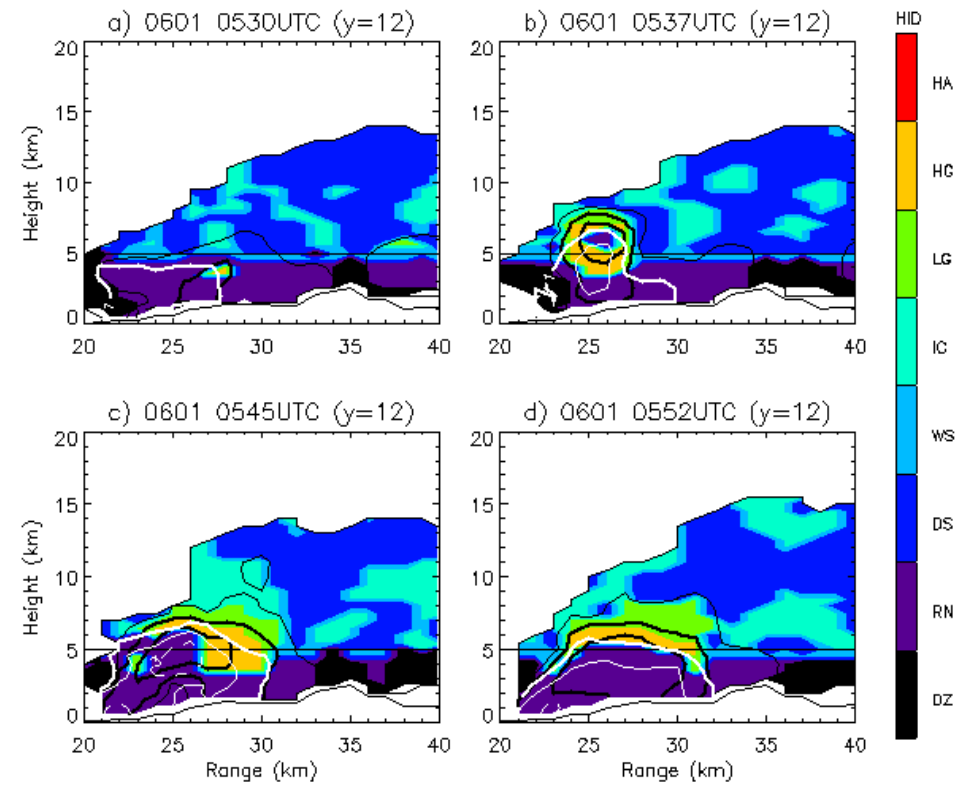 a) 0601 0530UTC (y=12)
b) 0601 0537UTC (y=12)
HID
20
15
10
5
0
Height (km)
20 25 30 35 40
20
15
10
5
0
20 25 30 35 40
c) 0601 0545UTC (y=12)
d) 0601 0552UTC (y=12)
20
15
10
5
0
Height (km)
20 25 30 35 40
Range (km)
20
15
10
5
0
20 25 30 35 40
Range (km)
HA
HG
LG
IC
WS
DS
RN
DZ